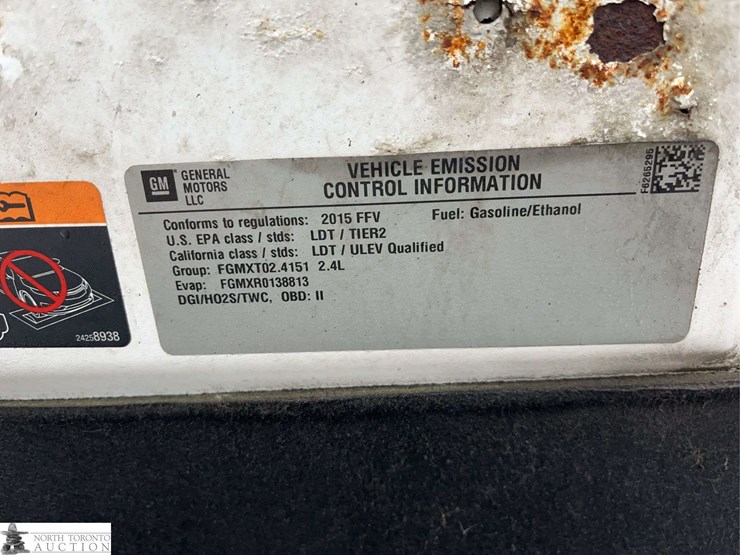 GM GENERAL
MOTORS
LLC
VEHICLE EMISSION
CONTROL INFORMATION
F6265295
Conforms to regulations: 2015 FFV Fuel: Gasoline/Ethanol
U.S. EPA class / stds: LDT / TIER2
California class / stds: LDT / ULEV Qualified
Group: FGMXT02.4151 2.4L
Evap: FGMXR0138813
DGI/HO2S/TWC, OBD: II
24258938
NORTH TORONTO
AUCTION